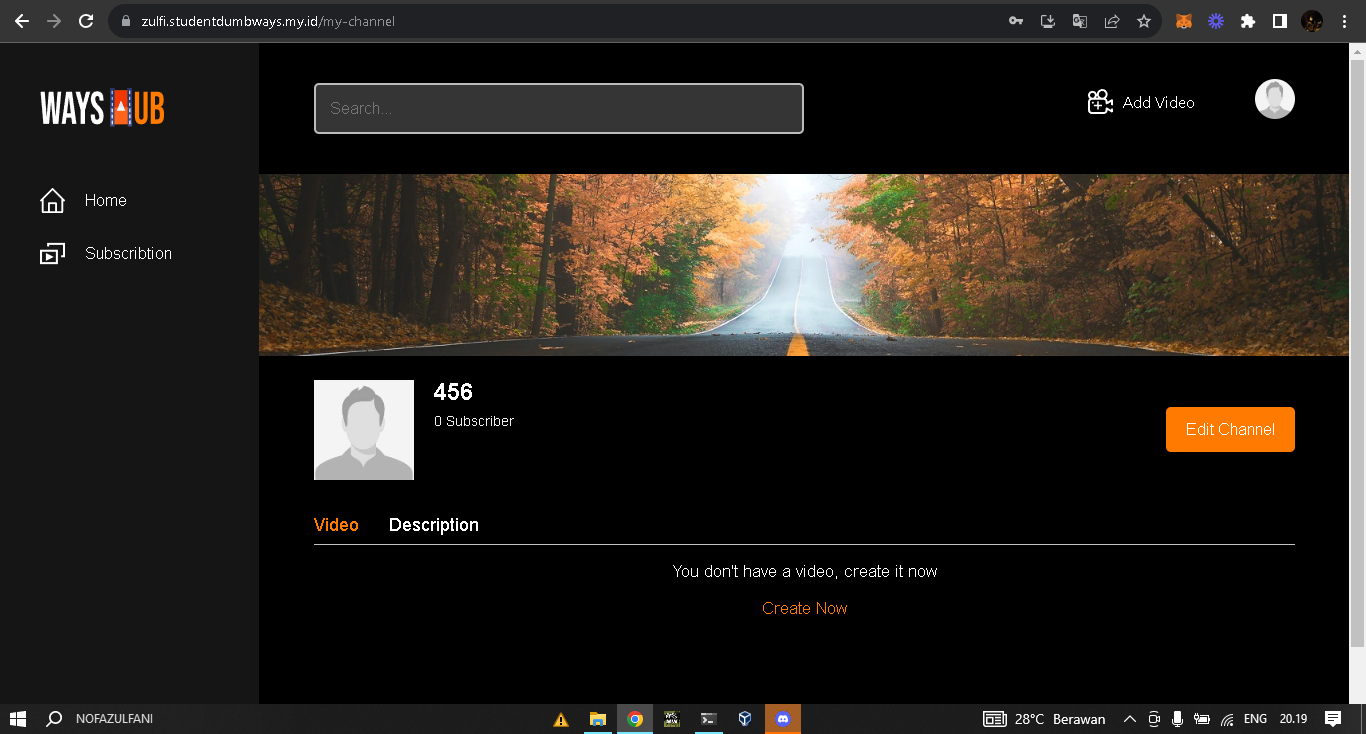 zulfi.studentdumbways.my.id/my-channel
WAYS UB
Search...
Add Video
Home
Subscribtion
456
0 Subscriber
Edit Channel
Video Description
You don't have a video, create it now
Create Now
NOFAZULFANI
28°C Berawan
ENG
20.19